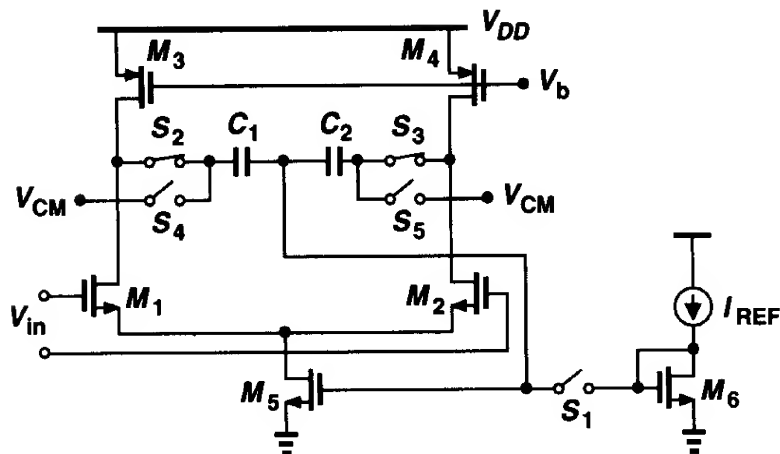 V_DD
M_3
M_4
V_b
S_2
C_1
C_2
S_3
V_CM
S_4
S_5
V_CM
V_in
M_1
M_2
I_REF
M_5
S_1
M_6